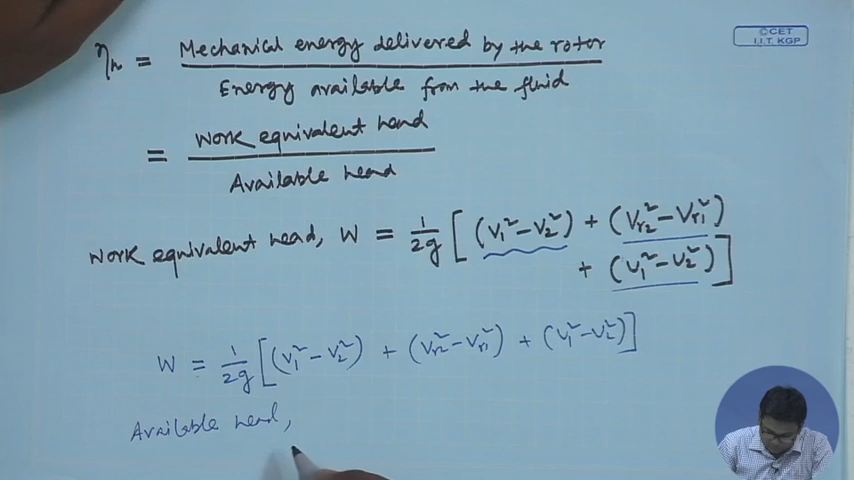 ©CET
I.I.T. KGP
ηₕ = Mechanical energy delivered by the rotor / Energy available from the fluid
= Work equivalent head / Available head
Work equivalent head, W = 1/2g [(V₁² − V₂²) + (Vr₂² − Vr₁²)
+ (U₁² − U₂²)]
W = 1/2g [(V₁² − V₂²) + (Vr₂² − Vr₁²) + (U₁² − U₂²)]
Available head,